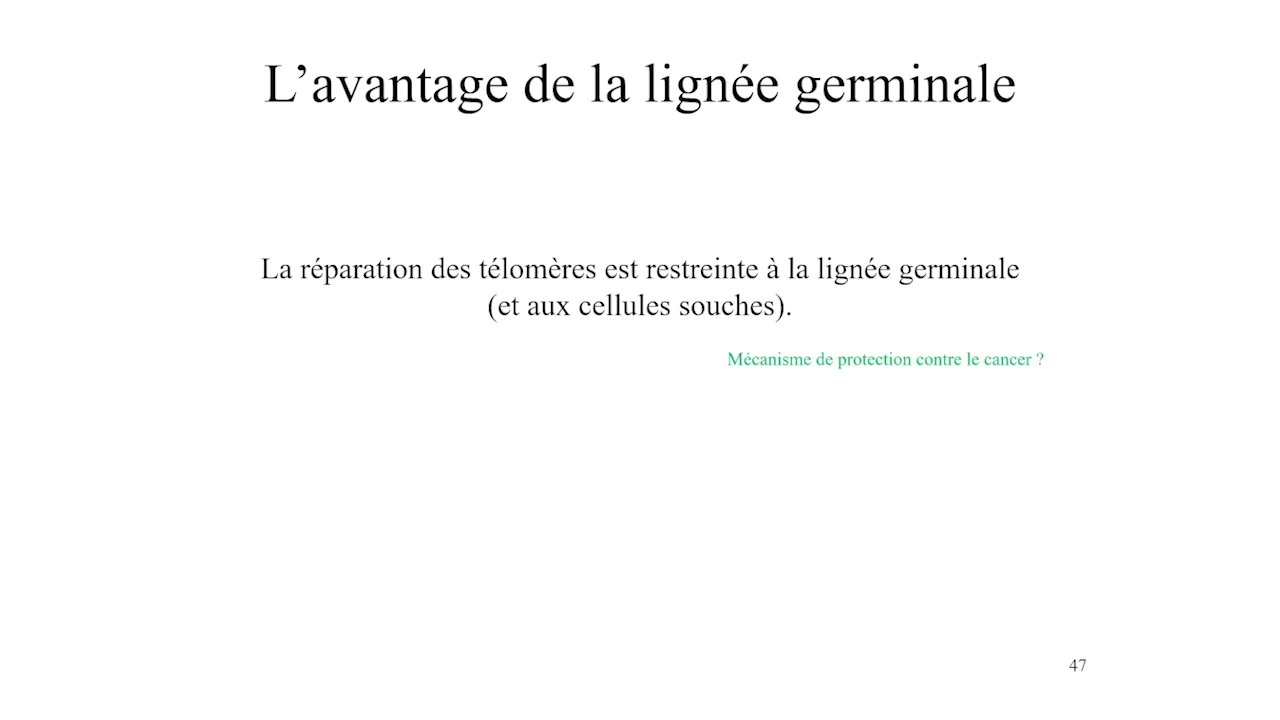 L’avantage de la lignée germinale
La réparation des télomères est restreinte à la lignée germinale
(et aux cellules souches).
Mécanisme de protection contre le cancer ?
47